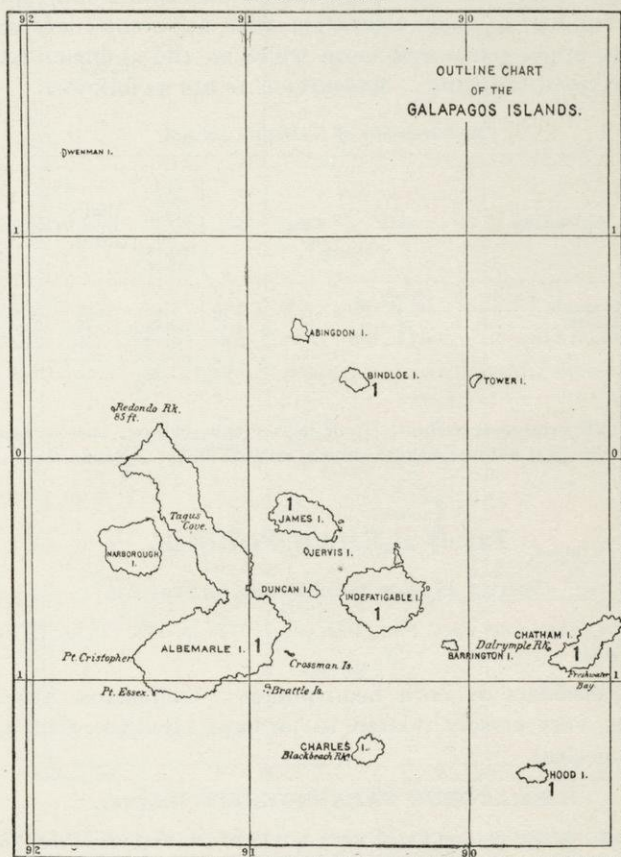 92
91
90
OUTLINE CHART
OF THE
GALAPAGOS ISLANDS.
WENMAN I.
1
1
ABINGDON I.
BINDLOE I.
1
TOWER I.
Redondo Rk.
85 ft.
0
0
Tagus
Cove.
1
JAMES I.
NARBOROUGH
I.
JERVIS I.
DUNCAN I.
INDEFATIGABLE I.
1
CHATHAM I.
Dalrymple Rk.
1
ALBEMARLE I.
1
BARRINGTON I.
Pt. Cristopher
Crossman Is.
Freshwater
Bay
1
1
Pt. Essex.
Brattle Is.
CHARLES I.
Blackbeach Rk.
HOOD I.
1
92
91
90